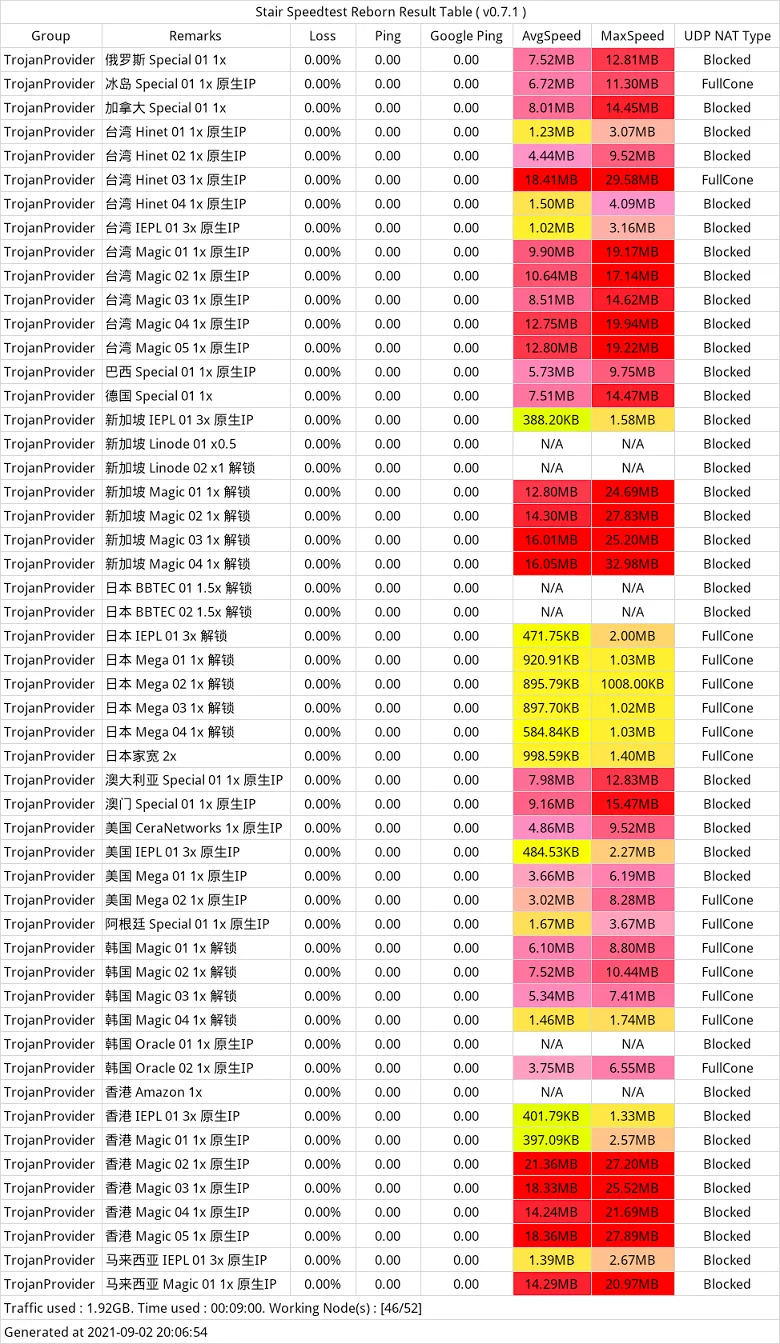 Stair Speedtest Reborn Result Table ( v0.7.1 )
Group Remarks Loss Ping Google Ping AvgSpeed MaxSpeed UDP NAT Type
TrojanProvider 俄罗斯 Special 01 1x 0.00% 0.00 0.00 7.52MB 12.81MB Blocked
TrojanProvider 冰岛 Special 01 1x 原生IP 0.00% 0.00 0.00 6.72MB 11.30MB FullCone
TrojanProvider 加拿大 Special 01 1x 0.00% 0.00 0.00 8.01MB 14.45MB Blocked
TrojanProvider 台湾 Hinet 01 1x 原生IP 0.00% 0.00 0.00 1.23MB 3.07MB Blocked
TrojanProvider 台湾 Hinet 02 1x 原生IP 0.00% 0.00 0.00 4.44MB 9.52MB Blocked
TrojanProvider 台湾 Hinet 03 1x 原生IP 0.00% 0.00 0.00 18.41MB 29.58MB FullCone
TrojanProvider 台湾 Hinet 04 1x 原生IP 0.00% 0.00 0.00 1.50MB 4.09MB Blocked
TrojanProvider 台湾 IEPL 01 3x 原生IP 0.00% 0.00 0.00 1.02MB 3.16MB Blocked
TrojanProvider 台湾 Magic 01 1x 原生IP 0.00% 0.00 0.00 9.90MB 19.17MB Blocked
TrojanProvider 台湾 Magic 02 1x 原生IP 0.00% 0.00 0.00 10.64MB 17.14MB Blocked
TrojanProvider 台湾 Magic 03 1x 原生IP 0.00% 0.00 0.00 8.51MB 14.62MB Blocked
TrojanProvider 台湾 Magic 04 1x 原生IP 0.00% 0.00 0.00 12.75MB 19.94MB Blocked
TrojanProvider 台湾 Magic 05 1x 原生IP 0.00% 0.00 0.00 12.80MB 19.22MB Blocked
TrojanProvider 巴西 Special 01 1x 原生IP 0.00% 0.00 0.00 5.73MB 9.75MB Blocked
TrojanProvider 德国 Special 01 1x 0.00% 0.00 0.00 7.51MB 14.47MB Blocked
TrojanProvider 新加坡 IEPL 01 3x 原生IP 0.00% 0.00 0.00 388.20KB 1.58MB Blocked
TrojanProvider 新加坡 Linode 01 x0.5 0.00% 0.00 0.00 N/A N/A Blocked
TrojanProvider 新加坡 Linode 02 x1 解锁 0.00% 0.00 0.00 N/A N/A Blocked
TrojanProvider 新加坡 Magic 01 1x 解锁 0.00% 0.00 0.00 12.80MB 24.69MB Blocked
TrojanProvider 新加坡 Magic 02 1x 解锁 0.00% 0.00 0.00 14.30MB 27.83MB Blocked
TrojanProvider 新加坡 Magic 03 1x 解锁 0.00% 0.00 0.00 16.01MB 25.20MB Blocked
TrojanProvider 新加坡 Magic 04 1x 解锁 0.00% 0.00 0.00 16.05MB 32.98MB Blocked
TrojanProvider 日本 BBTEC 01 1.5x 解锁 0.00% 0.00 0.00 N/A N/A Blocked
TrojanProvider 日本 BBTEC 02 1.5x 解锁 0.00% 0.00 0.00 N/A N/A Blocked
TrojanProvider 日本 IEPL 01 3x 解锁 0.00% 0.00 0.00 471.75KB 2.00MB FullCone
TrojanProvider 日本 Mega 01 1x 解锁 0.00% 0.00 0.00 920.91KB 1.03MB FullCone
TrojanProvider 日本 Mega 02 1x 解锁 0.00% 0.00 0.00 895.79KB 1008.00KB FullCone
TrojanProvider 日本 Mega 03 1x 解锁 0.00% 0.00 0.00 897.70KB 1.02MB FullCone
TrojanProvider 日本 Mega 04 1x 解锁 0.00% 0.00 0.00 584.84KB 1.03MB FullCone
TrojanProvider 日本家宽 2x 0.00% 0.00 0.00 998.59KB 1.40MB FullCone
TrojanProvider 澳大利亚 Special 01 1x 原生IP 0.00% 0.00 0.00 7.98MB 12.83MB Blocked
TrojanProvider 澳门 Special 01 1x 原生IP 0.00% 0.00 0.00 9.16MB 15.47MB Blocked
TrojanProvider 美国 CeraNetworks 1x 原生IP 0.00% 0.00 0.00 4.86MB 9.52MB Blocked
TrojanProvider 美国 IEPL 01 3x 原生IP 0.00% 0.00 0.00 484.53KB 2.27MB Blocked
TrojanProvider 美国 Mega 01 1x 原生IP 0.00% 0.00 0.00 3.66MB 6.19MB Blocked
TrojanProvider 美国 Mega 02 1x 原生IP 0.00% 0.00 0.00 3.02MB 8.28MB FullCone
TrojanProvider 阿根廷 Special 01 1x 原生IP 0.00% 0.00 0.00 1.67MB 3.67MB FullCone
TrojanProvider 韩国 Magic 01 1x 解锁 0.00% 0.00 0.00 6.10MB 8.80MB FullCone
TrojanProvider 韩国 Magic 02 1x 解锁 0.00% 0.00 0.00 7.52MB 10.44MB FullCone
TrojanProvider 韩国 Magic 03 1x 解锁 0.00% 0.00 0.00 5.34MB 7.41MB FullCone
TrojanProvider 韩国 Magic 04 1x 解锁 0.00% 0.00 0.00 1.46MB 1.74MB FullCone
TrojanProvider 韩国 Oracle 01 1x 原生IP 0.00% 0.00 0.00 N/A N/A Blocked
TrojanProvider 韩国 Oracle 02 1x 原生IP 0.00% 0.00 0.00 3.75MB 6.55MB FullCone
TrojanProvider 香港 Amazon 1x 0.00% 0.00 0.00 N/A N/A Blocked
TrojanProvider 香港 IEPL 01 3x 原生IP 0.00% 0.00 0.00 401.79KB 1.33MB Blocked
TrojanProvider 香港 Magic 01 1x 原生IP 0.00% 0.00 0.00 397.09KB 2.57MB Blocked
TrojanProvider 香港 Magic 02 1x 原生IP 0.00% 0.00 0.00 21.36MB 27.20MB Blocked
TrojanProvider 香港 Magic 03 1x 原生IP 0.00% 0.00 0.00 18.33MB 25.52MB Blocked
TrojanProvider 香港 Magic 04 1x 原生IP 0.00% 0.00 0.00 14.24MB 21.69MB Blocked
TrojanProvider 香港 Magic 05 1x 原生IP 0.00% 0.00 0.00 18.36MB 27.89MB Blocked
TrojanProvider 马来西亚 IEPL 01 3x 原生IP 0.00% 0.00 0.00 1.39MB 2.67MB Blocked
TrojanProvider 马来西亚 Magic 01 1x 原生IP 0.00% 0.00 0.00 14.29MB 20.97MB Blocked
Traffic used : 1.92GB. Time used : 00:09:00. Working Node(s) : [46/52]
Generated at 2021-09-02 20:06:54